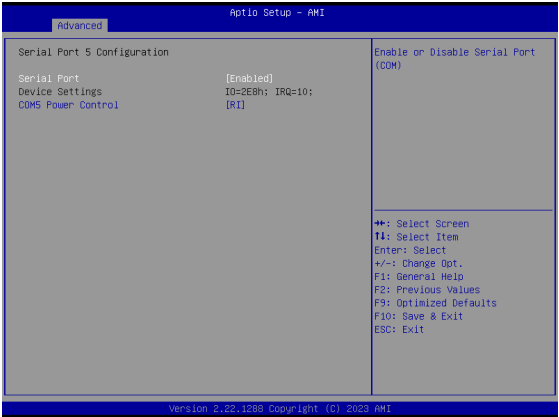 Aptio Setup - AMI
Advanced
Serial Port 5 Configuration
Serial Port [Enabled]
Device Settings IO=2E8h; IRQ=10;
COM5 Power Control [RI]
Enable or Disable Serial Port
(COM)
→←: Select Screen
↑↓: Select Item
Enter: Select
+/-: Change Opt.
F1: General Help
F2: Previous Values
F9: Optimized Defaults
F10: Save & Exit
ESC: Exit
Version 2.22.1288 Copyright (C) 2023 AMI